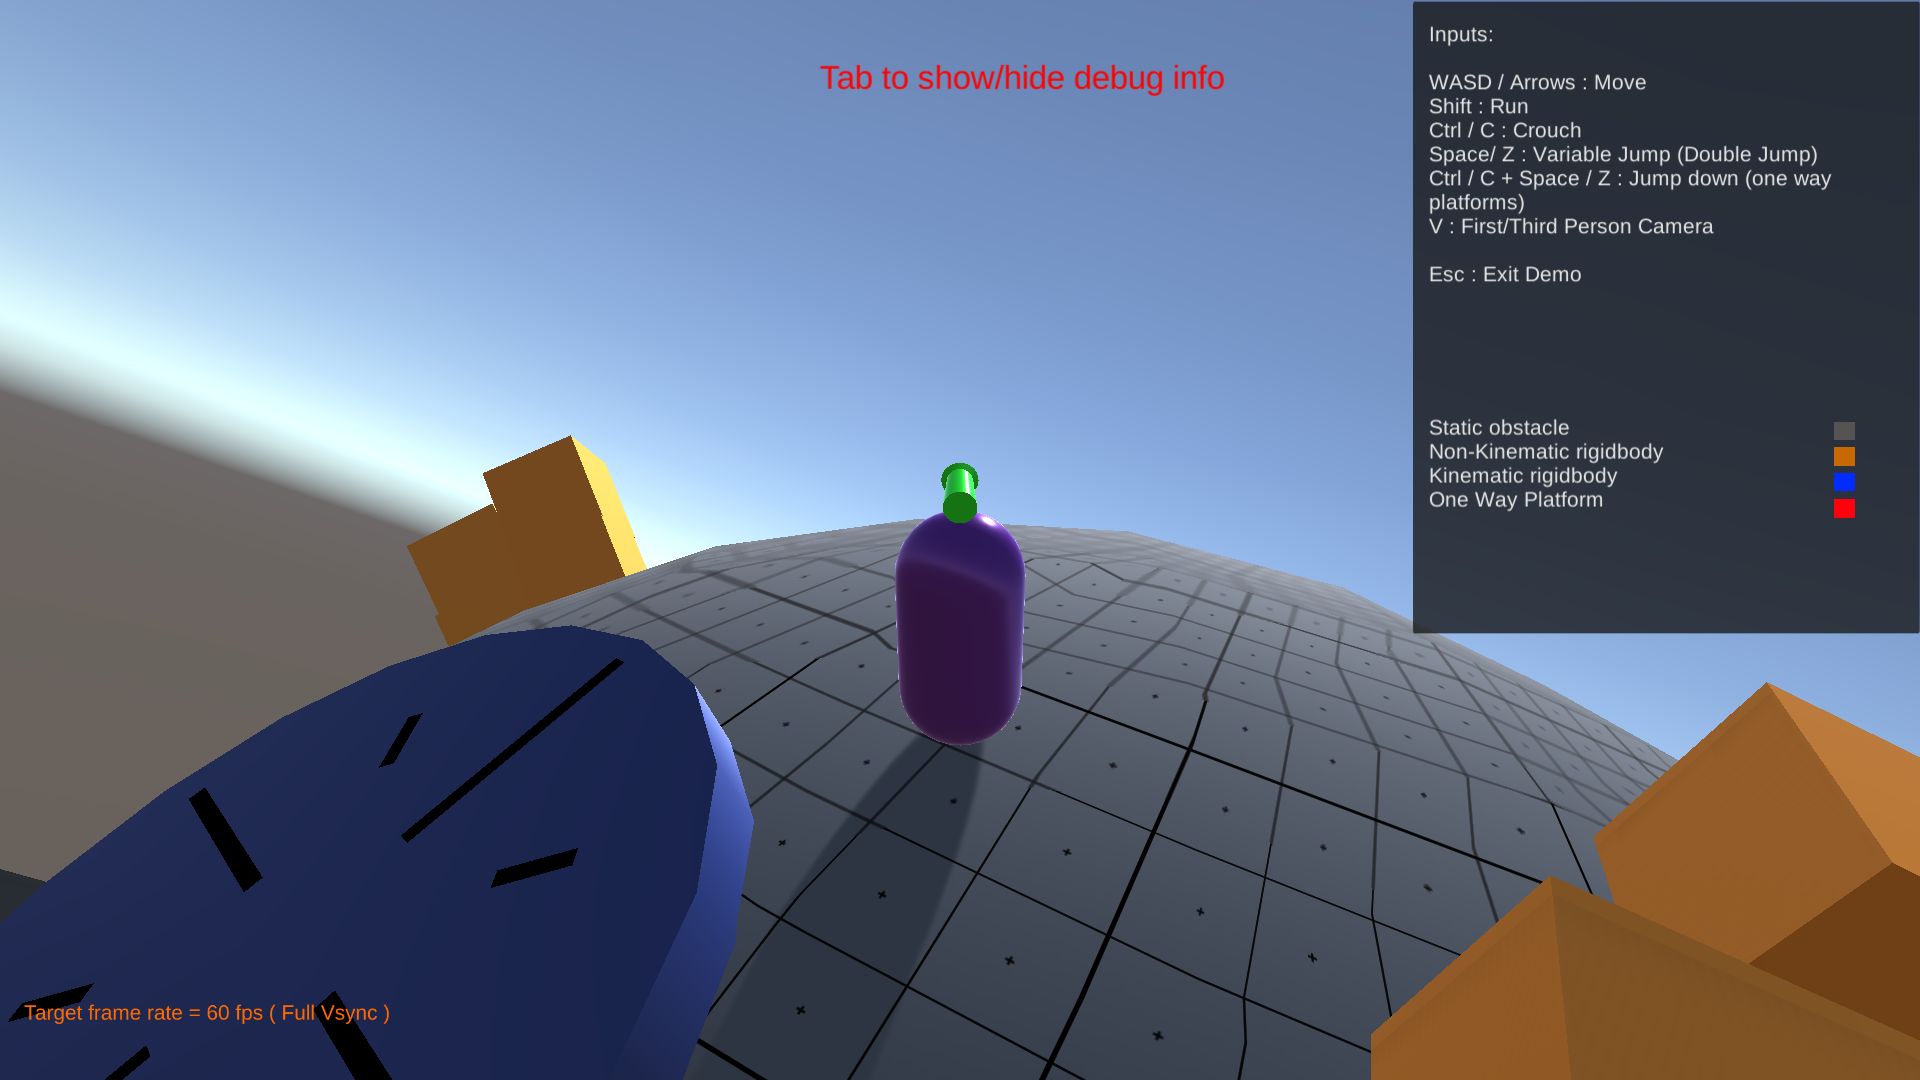 Tab to show/hide debug info
Inputs:
WASD / Arrows : Move
Shift : Run
Ctrl / C : Crouch
Space/ Z : Variable Jump (Double Jump)
Ctrl / C + Space / Z : Jump down (one way
platforms)
V : First/Third Person Camera
Esc : Exit Demo
Static obstacle
Non-Kinematic rigidbody
Kinematic rigidbody
One Way Platform
Target frame rate = 60 fps ( Full Vsync )